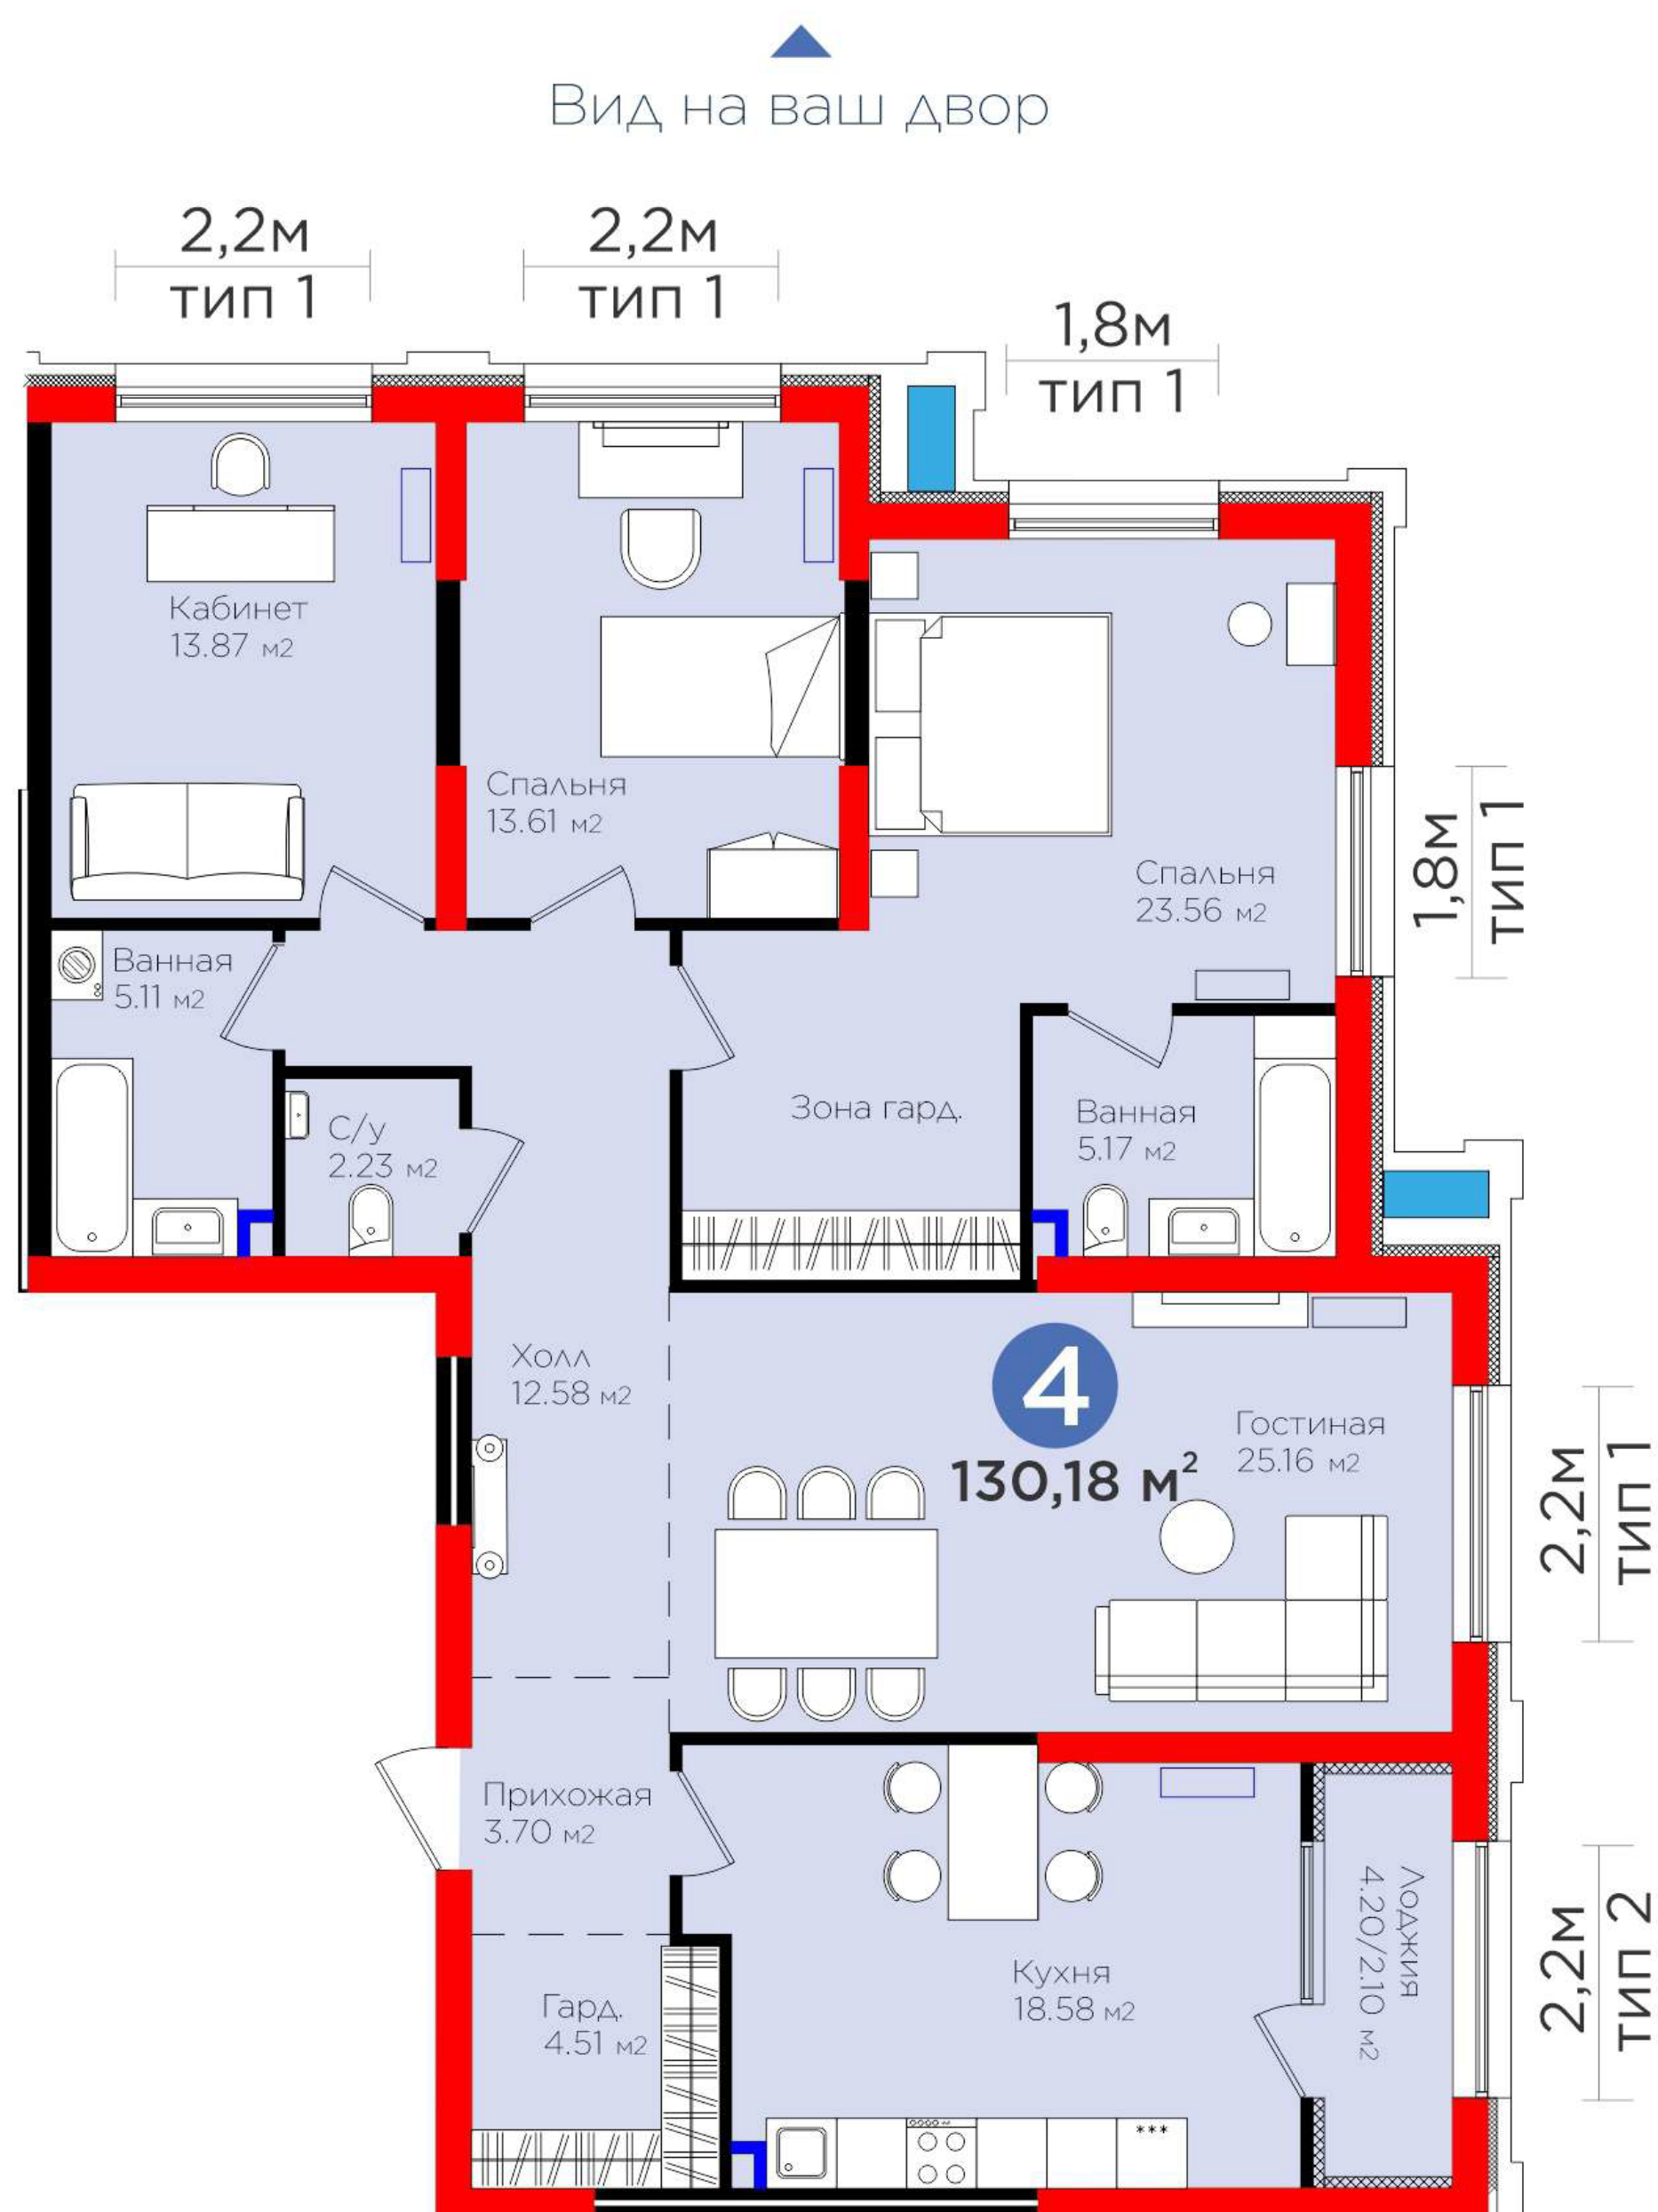 Вид на ваш двор
2,2м
тип 1
2,2м
тип 1
1,8м
тип 1
Кабинет
13.87 м2
Спальня
13.61 м2
Спальня
23.56 м2
1,8м
тип 1
Ванная
5.11 м2
С/у
2.23 м2
Зона гард.
Ванная
5.17 м2
Холл
12.58 м2
4
130,18 м²
Гостиная
25.16 м2
2,2м
тип 1
Прихожая
3.70 м2
Гард.
4.51 м2
Кухня
18.58 м2
Лоджия
4.20/2.10 м2
2,2м
тип 2
***